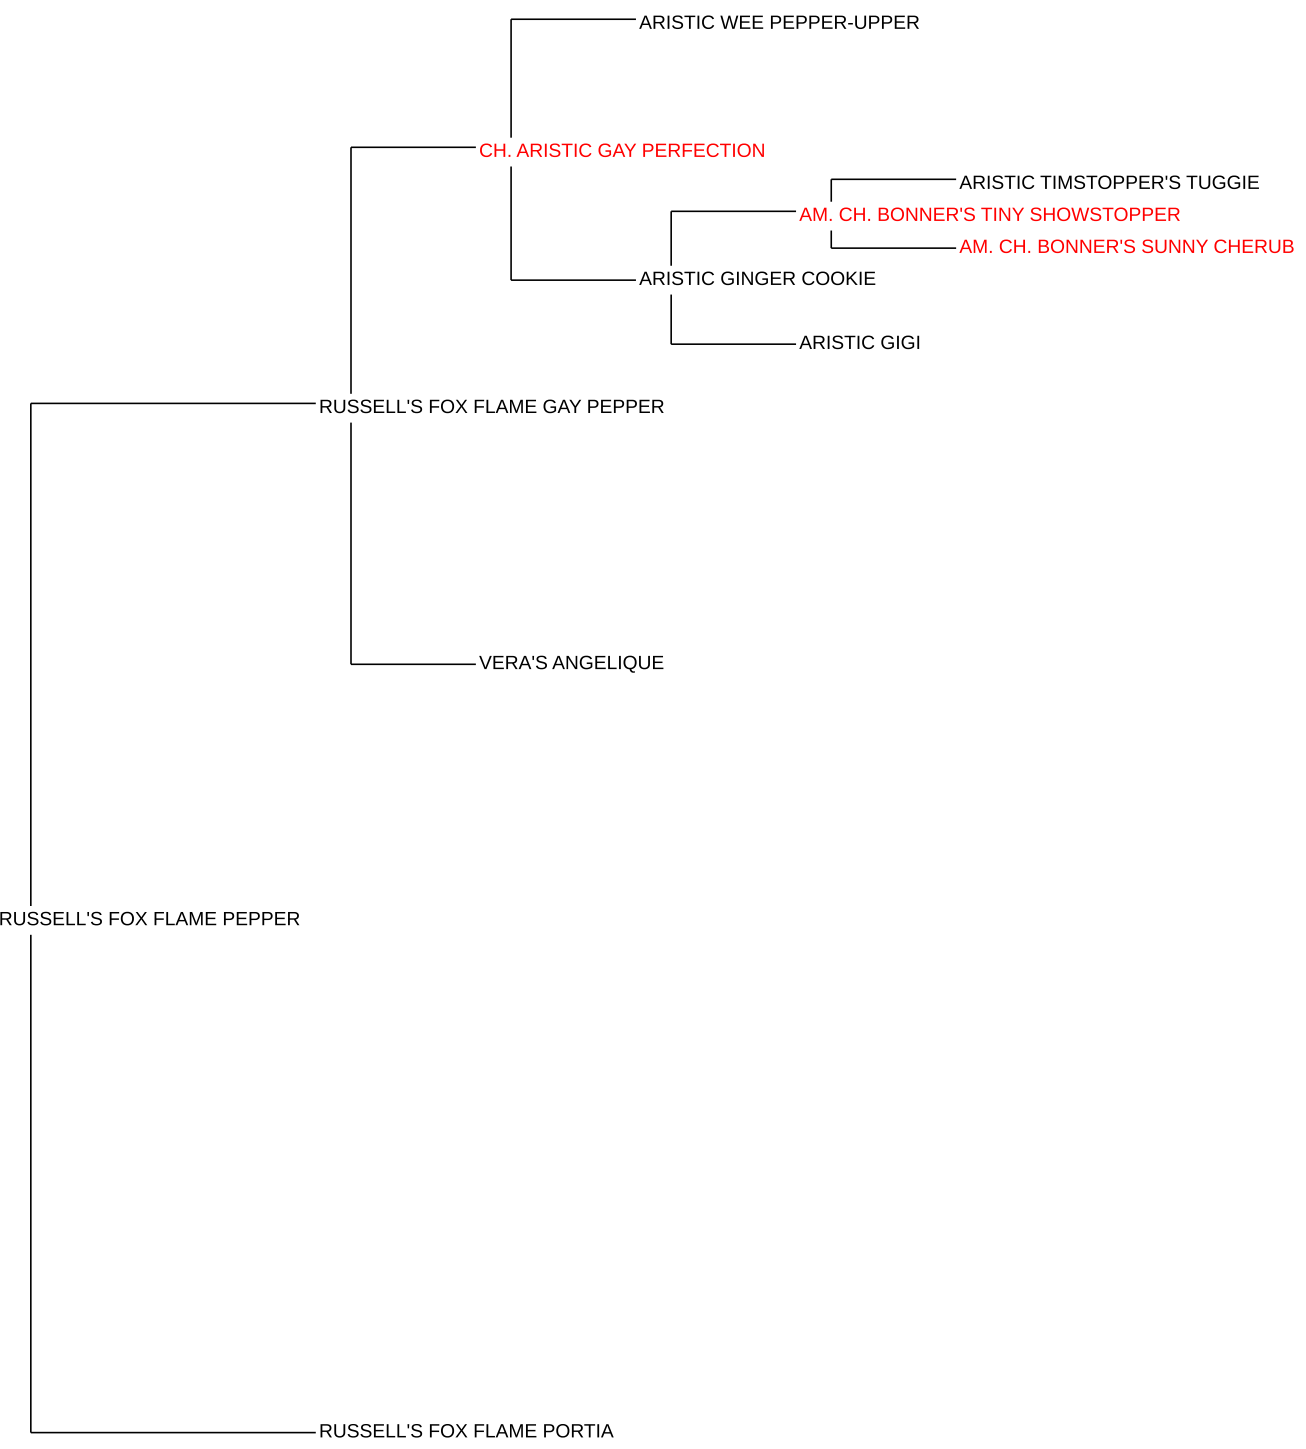 ARISTIC WEE PEPPER-UPPER
CH. ARISTIC GAY PERFECTION
ARISTIC TIMSTOPPER'S TUGGIE
AM. CH. BONNER'S TINY SHOWSTOPPER
AM. CH. BONNER'S SUNNY CHERUB
ARISTIC GINGER COOKIE
ARISTIC GIGI
RUSSELL'S FOX FLAME GAY PEPPER
VERA'S ANGELIQUE
RUSSELL'S FOX FLAME PEPPER
RUSSELL'S FOX FLAME PORTIA